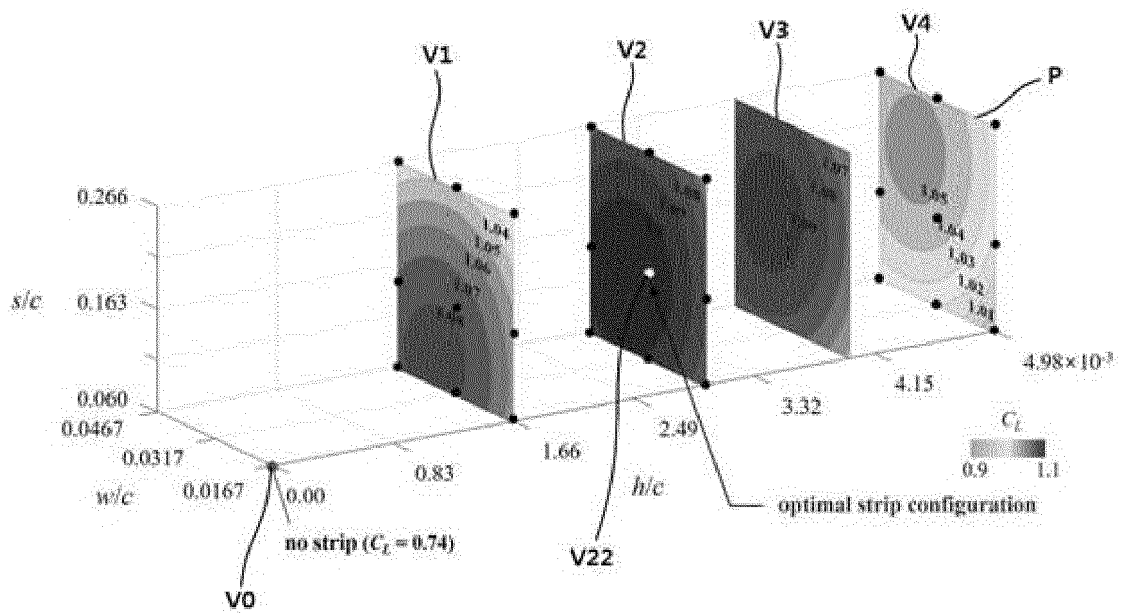 V1
V2
V3
V4
P
1.04
1.05
1.06
1.07
1.07
1.05
1.04
1.03
1.02
1.01
0.266
s/c
0.163
0.060
0.0467
0.0317
w/c
0.0167
0.00
0.83
1.66
2.49
h/c
3.32
4.15
4.98×10⁻³
C_L
0.9
1.1
optimal strip configuration
no strip (C_L = 0.74)
V22
V0